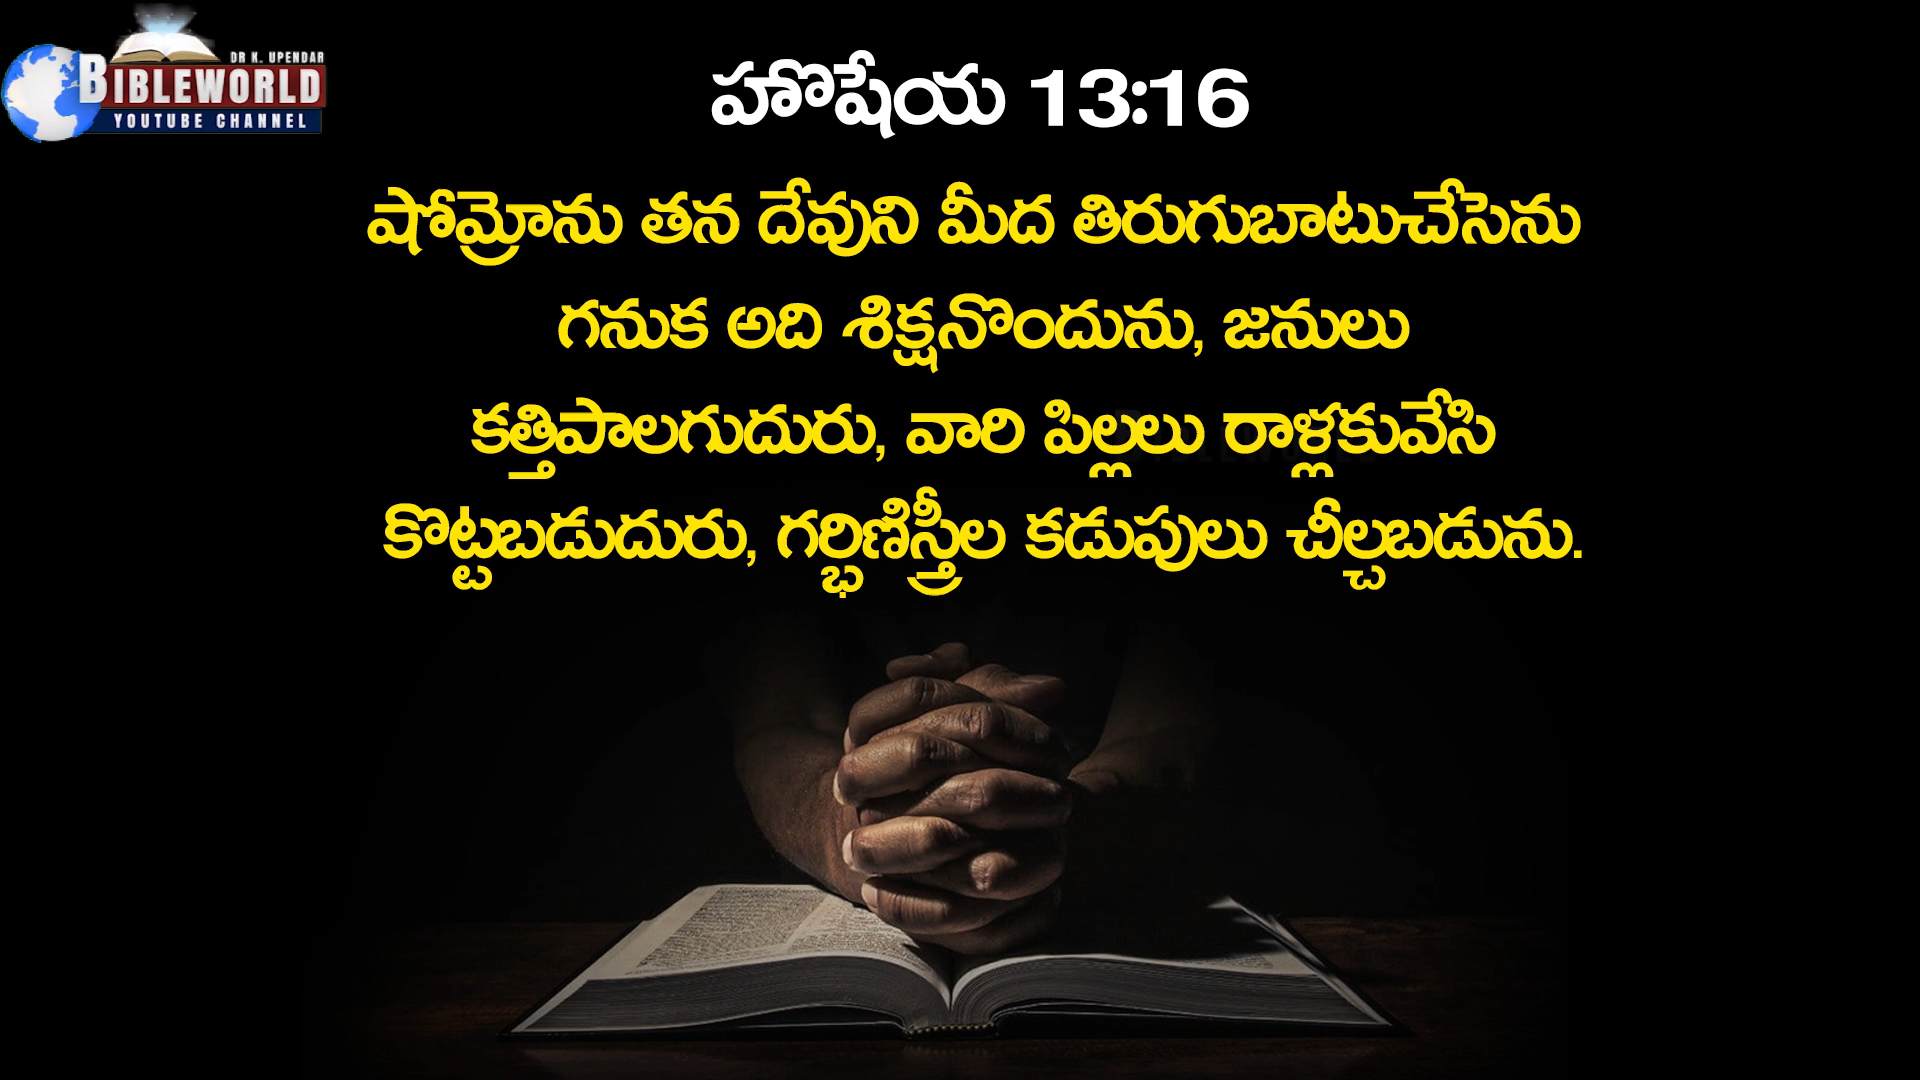 DR K. UPENDAR
BIBLEWORLD
YOUTUBE CHANNEL
హొషేయ 13:16
షోమ్రోను తన దేవుని మీద తిరుగుబాటుచేసెను
గనుక అది శిక్షనొందును, జనులు
కత్తిపాలగుదురు, వారి పిల్లలు రాళ్లకువేసి
కొట్టబడుదురు, గర్భిణిస్త్రీల కడుపులు చీల్చబడును.